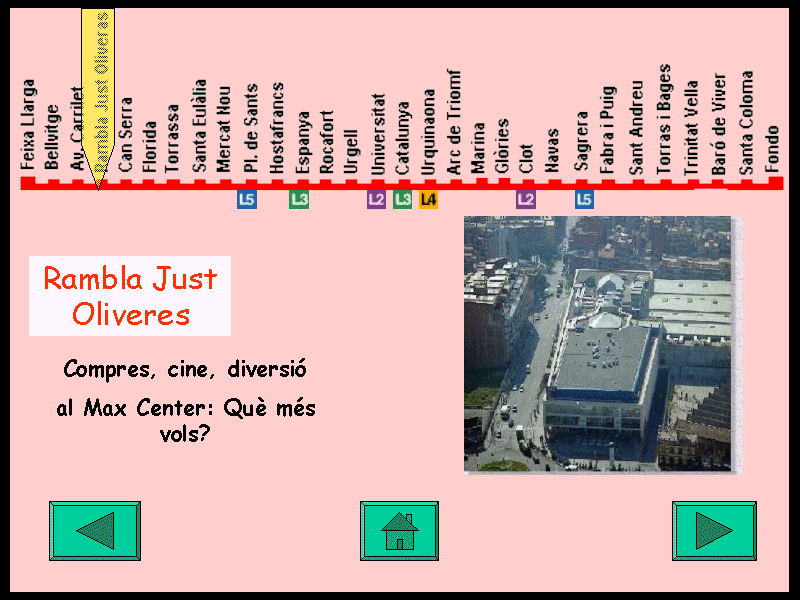 Feixa Llarga
Bellvitge
Av. Carrilet
Rambla Just Oliveras
Can Serra
Florida
Torrassa
Santa Eulàlia
Mercat Nou
Pl. de Sants
Hostafrancs
Espanya
Rocafort
Urgell
Universitat
Catalunya
Urquinaona
Arc de Triomf
Marina
Glòries
Clot
Navas
Sagrera
Fabra i Puig
Sant Andreu
Torras i Bages
Trinitat Vella
Baró de Viver
Santa Coloma
Fondo
L5
L3
L2
L3
L4
L2
L5
Rambla Just
Oliveres
Compres, cine, diversió
al Max Center: Què més
vols?